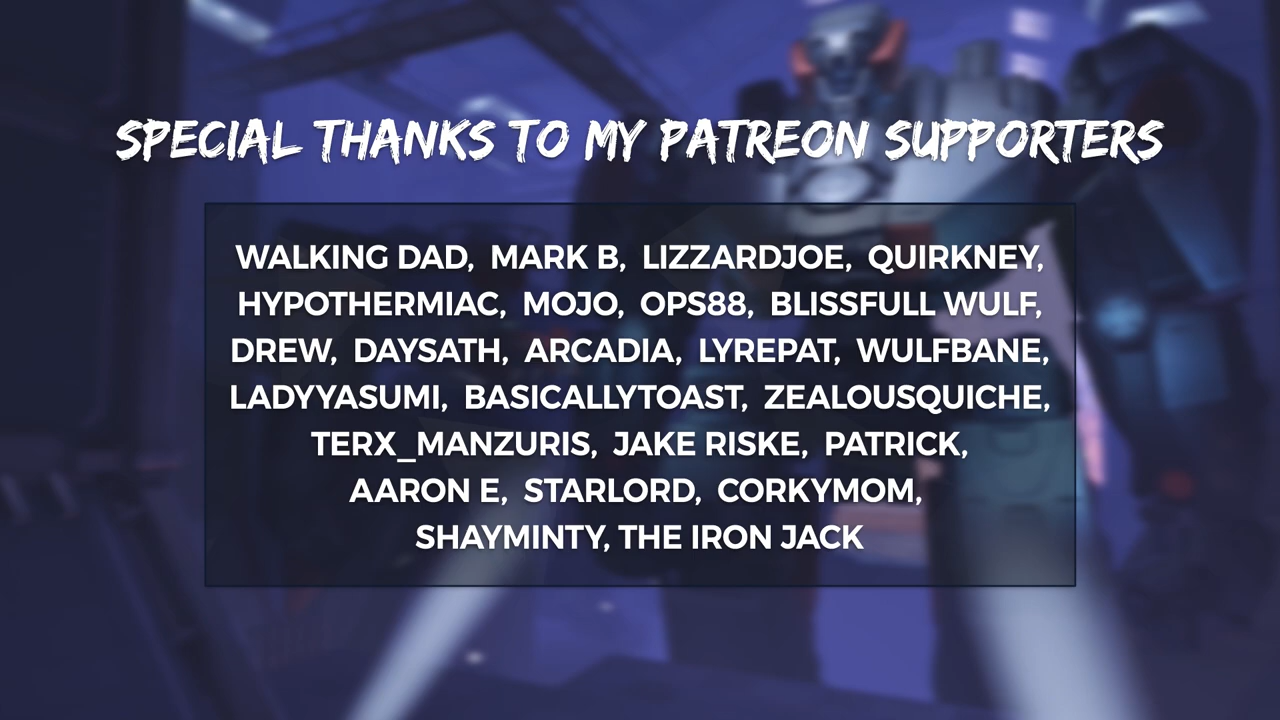 SPECIAL THANKS TO MY PATREON SUPPORTERS
WALKING DAD, MARK B, LIZZARDJOE, QUIRKNEY,
HYPOTHERMIAC, MOJO, OPS88, BLISSFULL WULF,
DREW, DAYSATH, ARCADIA, LYREPAT, WULFBANE,
LADYYASUMI, BASICALLYTOAST, ZEALOUSQUICHE,
TERX_MANZURIS, JAKE RISKE, PATRICK,
AARON E, STARLORD, CORKYMOM,
SHAYMINTY, THE IRON JACK